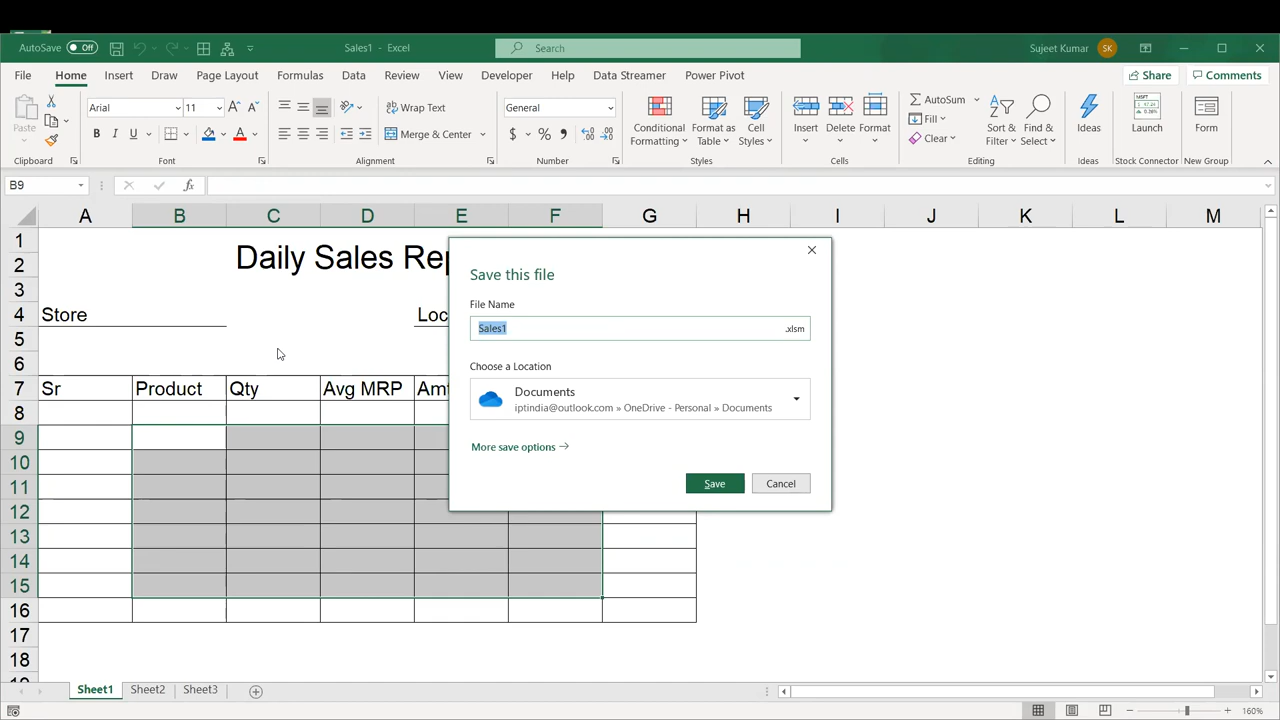 AutoSave Off Sales1 - Excel Search Sujeet Kumar SK
File Home Insert Draw Page Layout Formulas Data Review View Developer Help Data Streamer Power Pivot Share Comments
Paste Arial 11 Wrap Text General Conditional Formatting Format as Table Cell Styles Insert Delete Format AutoSum Fill Clear Sort & Filter Find & Select Ideas Launch Form
B I U Merge & Center $ % ,
Clipboard Font Alignment Number Styles Cells Editing Ideas Stock Connector New Group
B9 fx
A B C D E F G H I J K L M
1
2 Daily Sales Rep
3
4 Store Loc
5
6
7 Sr Product Qty Avg MRP Amt
8
9
10
11
12
13
14
15
16
17
18
Save this file
File Name
Sales1 .xlsm
Choose a Location
Documents
iptindia@outlook.com » OneDrive - Personal » Documents
More save options
Save Cancel
Sheet1 Sheet2 Sheet3
160%